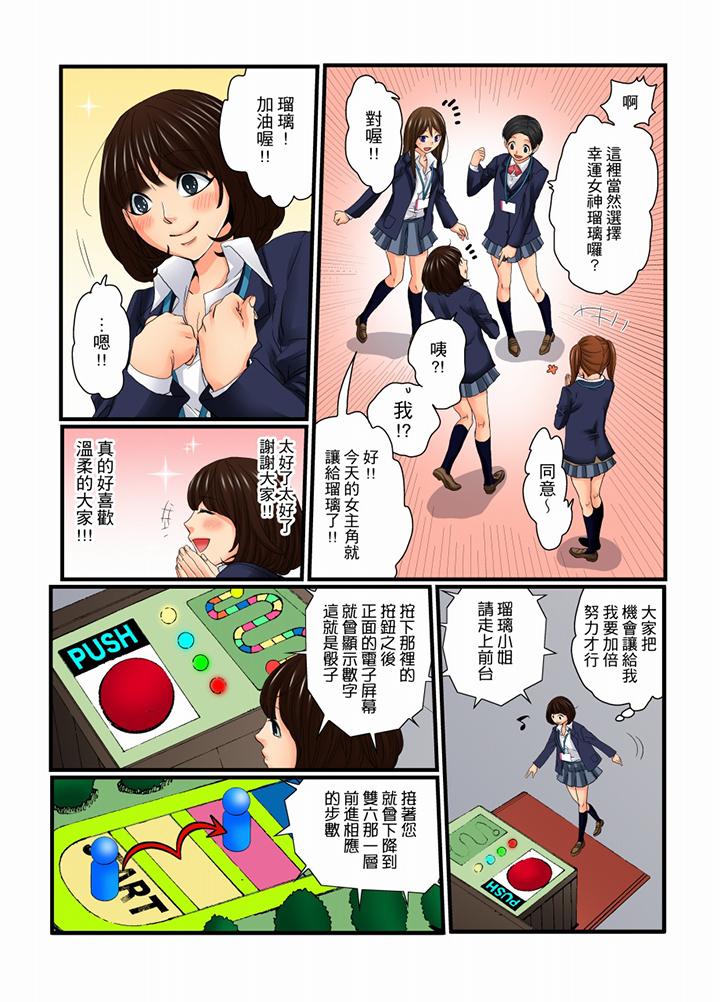 啊
這裡當然選擇
幸運女神瑠璃囉？
對喔!!
咦?!
我!?
同意～
好!!
今天的女主角就
讓給瑠璃了!!
瑠璃！
加油喔!!
…嗯!!
太好了太好了
謝謝大家!!
真的好喜歡
溫柔的大家!!!
大家把
機會讓給我
我要加倍
努力才行
瑠璃小姐
請走上前台
PUSH
按下那裡的
按鈕之後
正面的電子屏幕
就會顯示數字
這就是骰子
PUSH
接著您
就會下降到
雙六那一層
前進相應
的步數
START